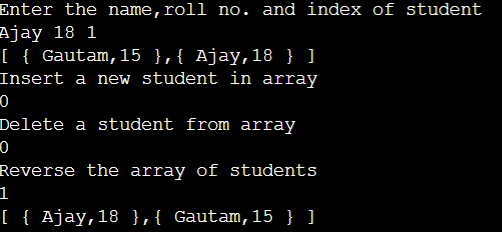 Enter the name,roll no. and index of student
Ajay 18 1
[ { Gautam,15 },{ Ajay,18 } ]
Insert a new student in array
0
Delete a student from array
0
Reverse the array of students
1
[ { Ajay,18 },{ Gautam,15 } ]